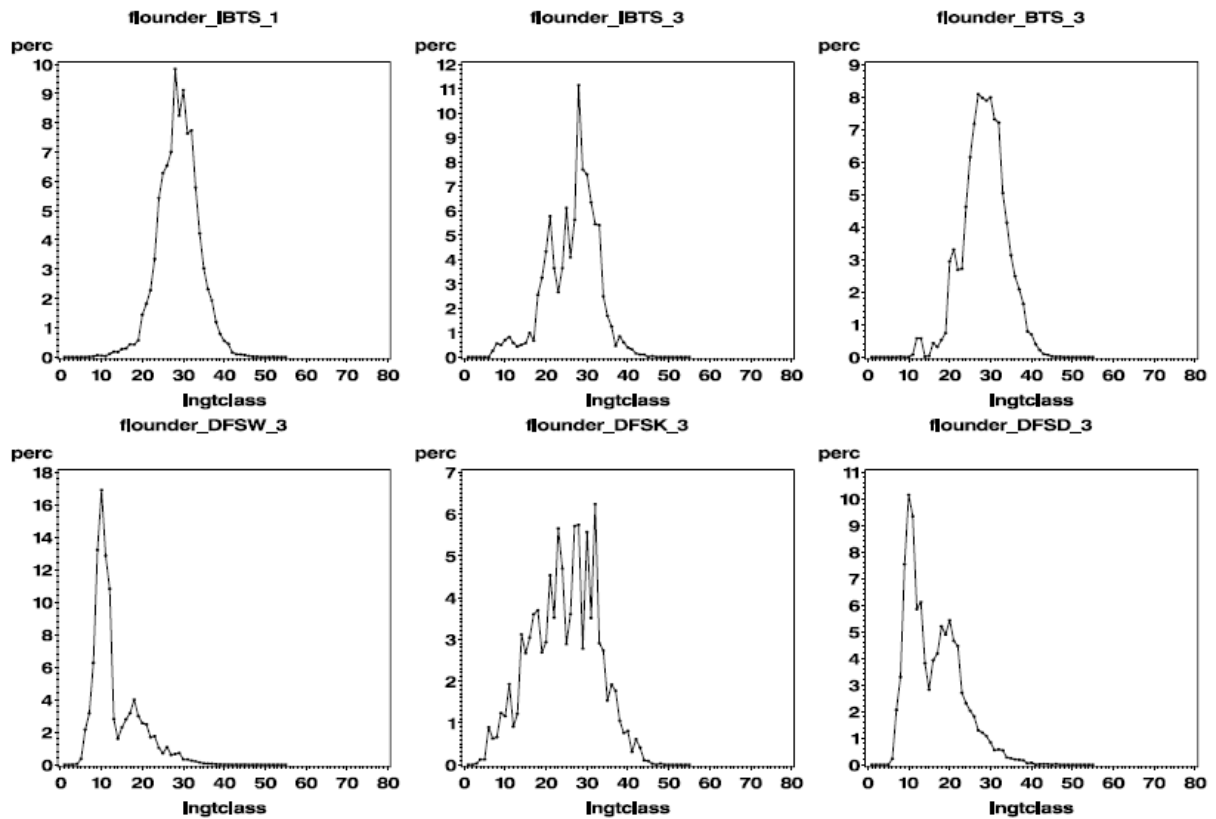 flounder_IBTS_1
perc
10
9
8
7
6
5
4
3
2
1
0
0 10 20 30 40 50 60 70 80
lngtclass
flounder_IBTS_3
perc
12
11
10
9
8
7
6
5
4
3
2
1
0
0 10 20 30 40 50 60 70 80
lngtclass
flounder_BTS_3
perc
9
8
7
6
5
4
3
2
1
0
0 10 20 30 40 50 60 70 80
lngtclass
flounder_DFSW_3
perc
18
16
14
12
10
8
6
4
2
0
0 10 20 30 40 50 60 70 80
lngtclass
flounder_DFSK_3
perc
7
6
5
4
3
2
1
0
0 10 20 30 40 50 60 70 80
lngtclass
flounder_DFSD_3
perc
11
10
9
8
7
6
5
4
3
2
1
0
0 10 20 30 40 50 60 70 80
lngtclass